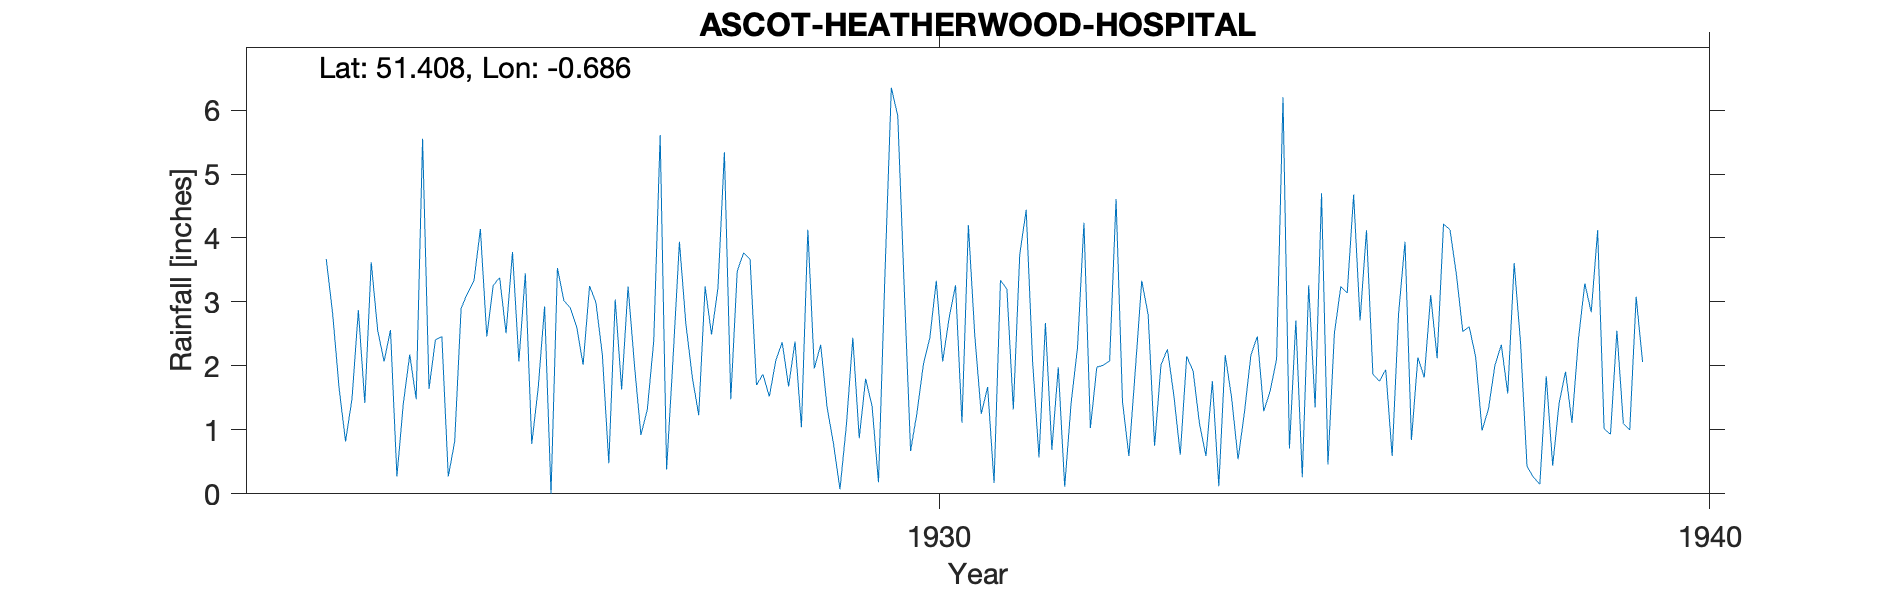 ASCOT-HEATHERWOOD-HOSPITAL
Lat: 51.408, Lon: -0.686
Rainfall [inches]
6
5
4
3
2
1
0
1930
1940
Year